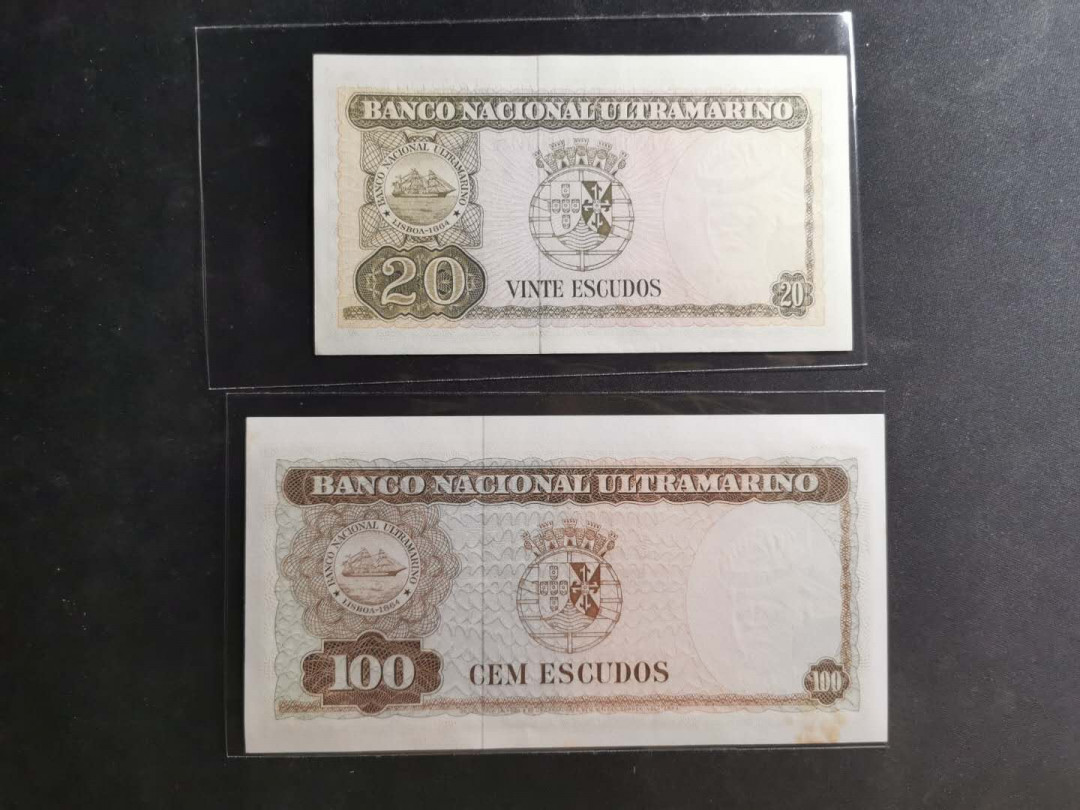 BANCO NACIONAL ULTRAMARINO
BANCO NACIONAL ULTRAMARINO
LISBOA-1864
20
VINTE ESCUDOS
20
BANCO NACIONAL ULTRAMARINO
BANCO NACIONAL ULTRAMARINO
LISBOA-1864
100
CEM ESCUDOS
100